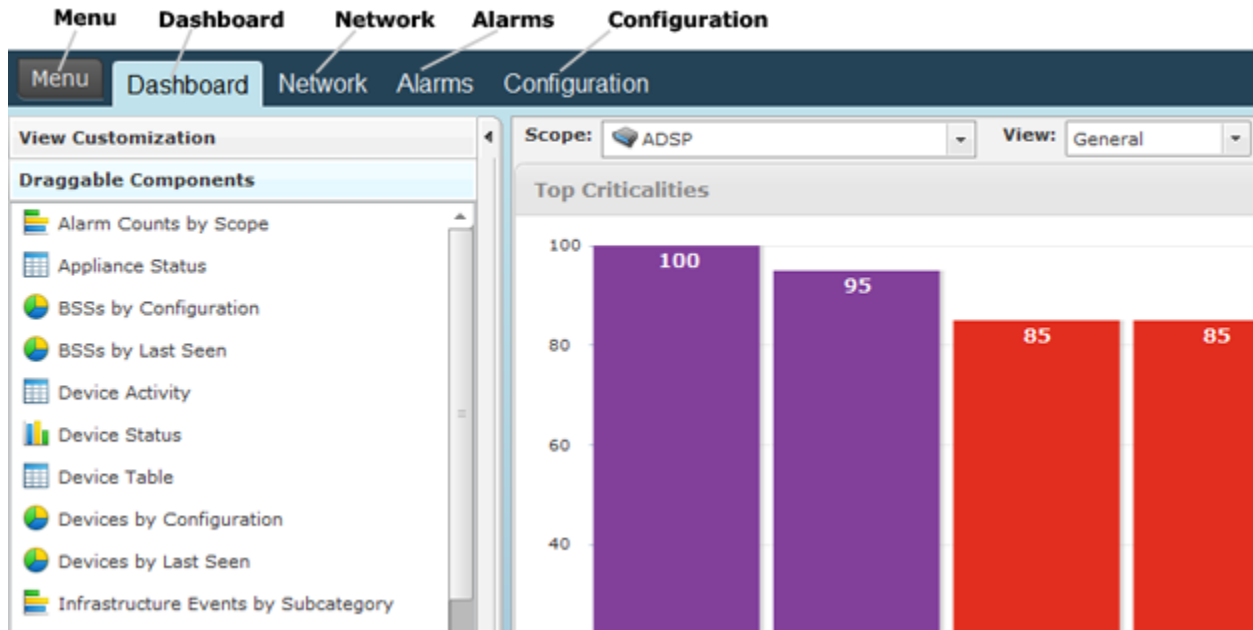 Menu Dashboard Network Alarms Configuration
Menu Dashboard Network Alarms Configuration
View Customization
Draggable Components
Alarm Counts by Scope
Appliance Status
BSSs by Configuration
BSSs by Last Seen
Device Activity
Device Status
Device Table
Devices by Configuration
Devices by Last Seen
Infrastructure Events by Subcategory
Scope: ADSP View: General
Top Criticalities
100
80
60
40
100 95 85 85